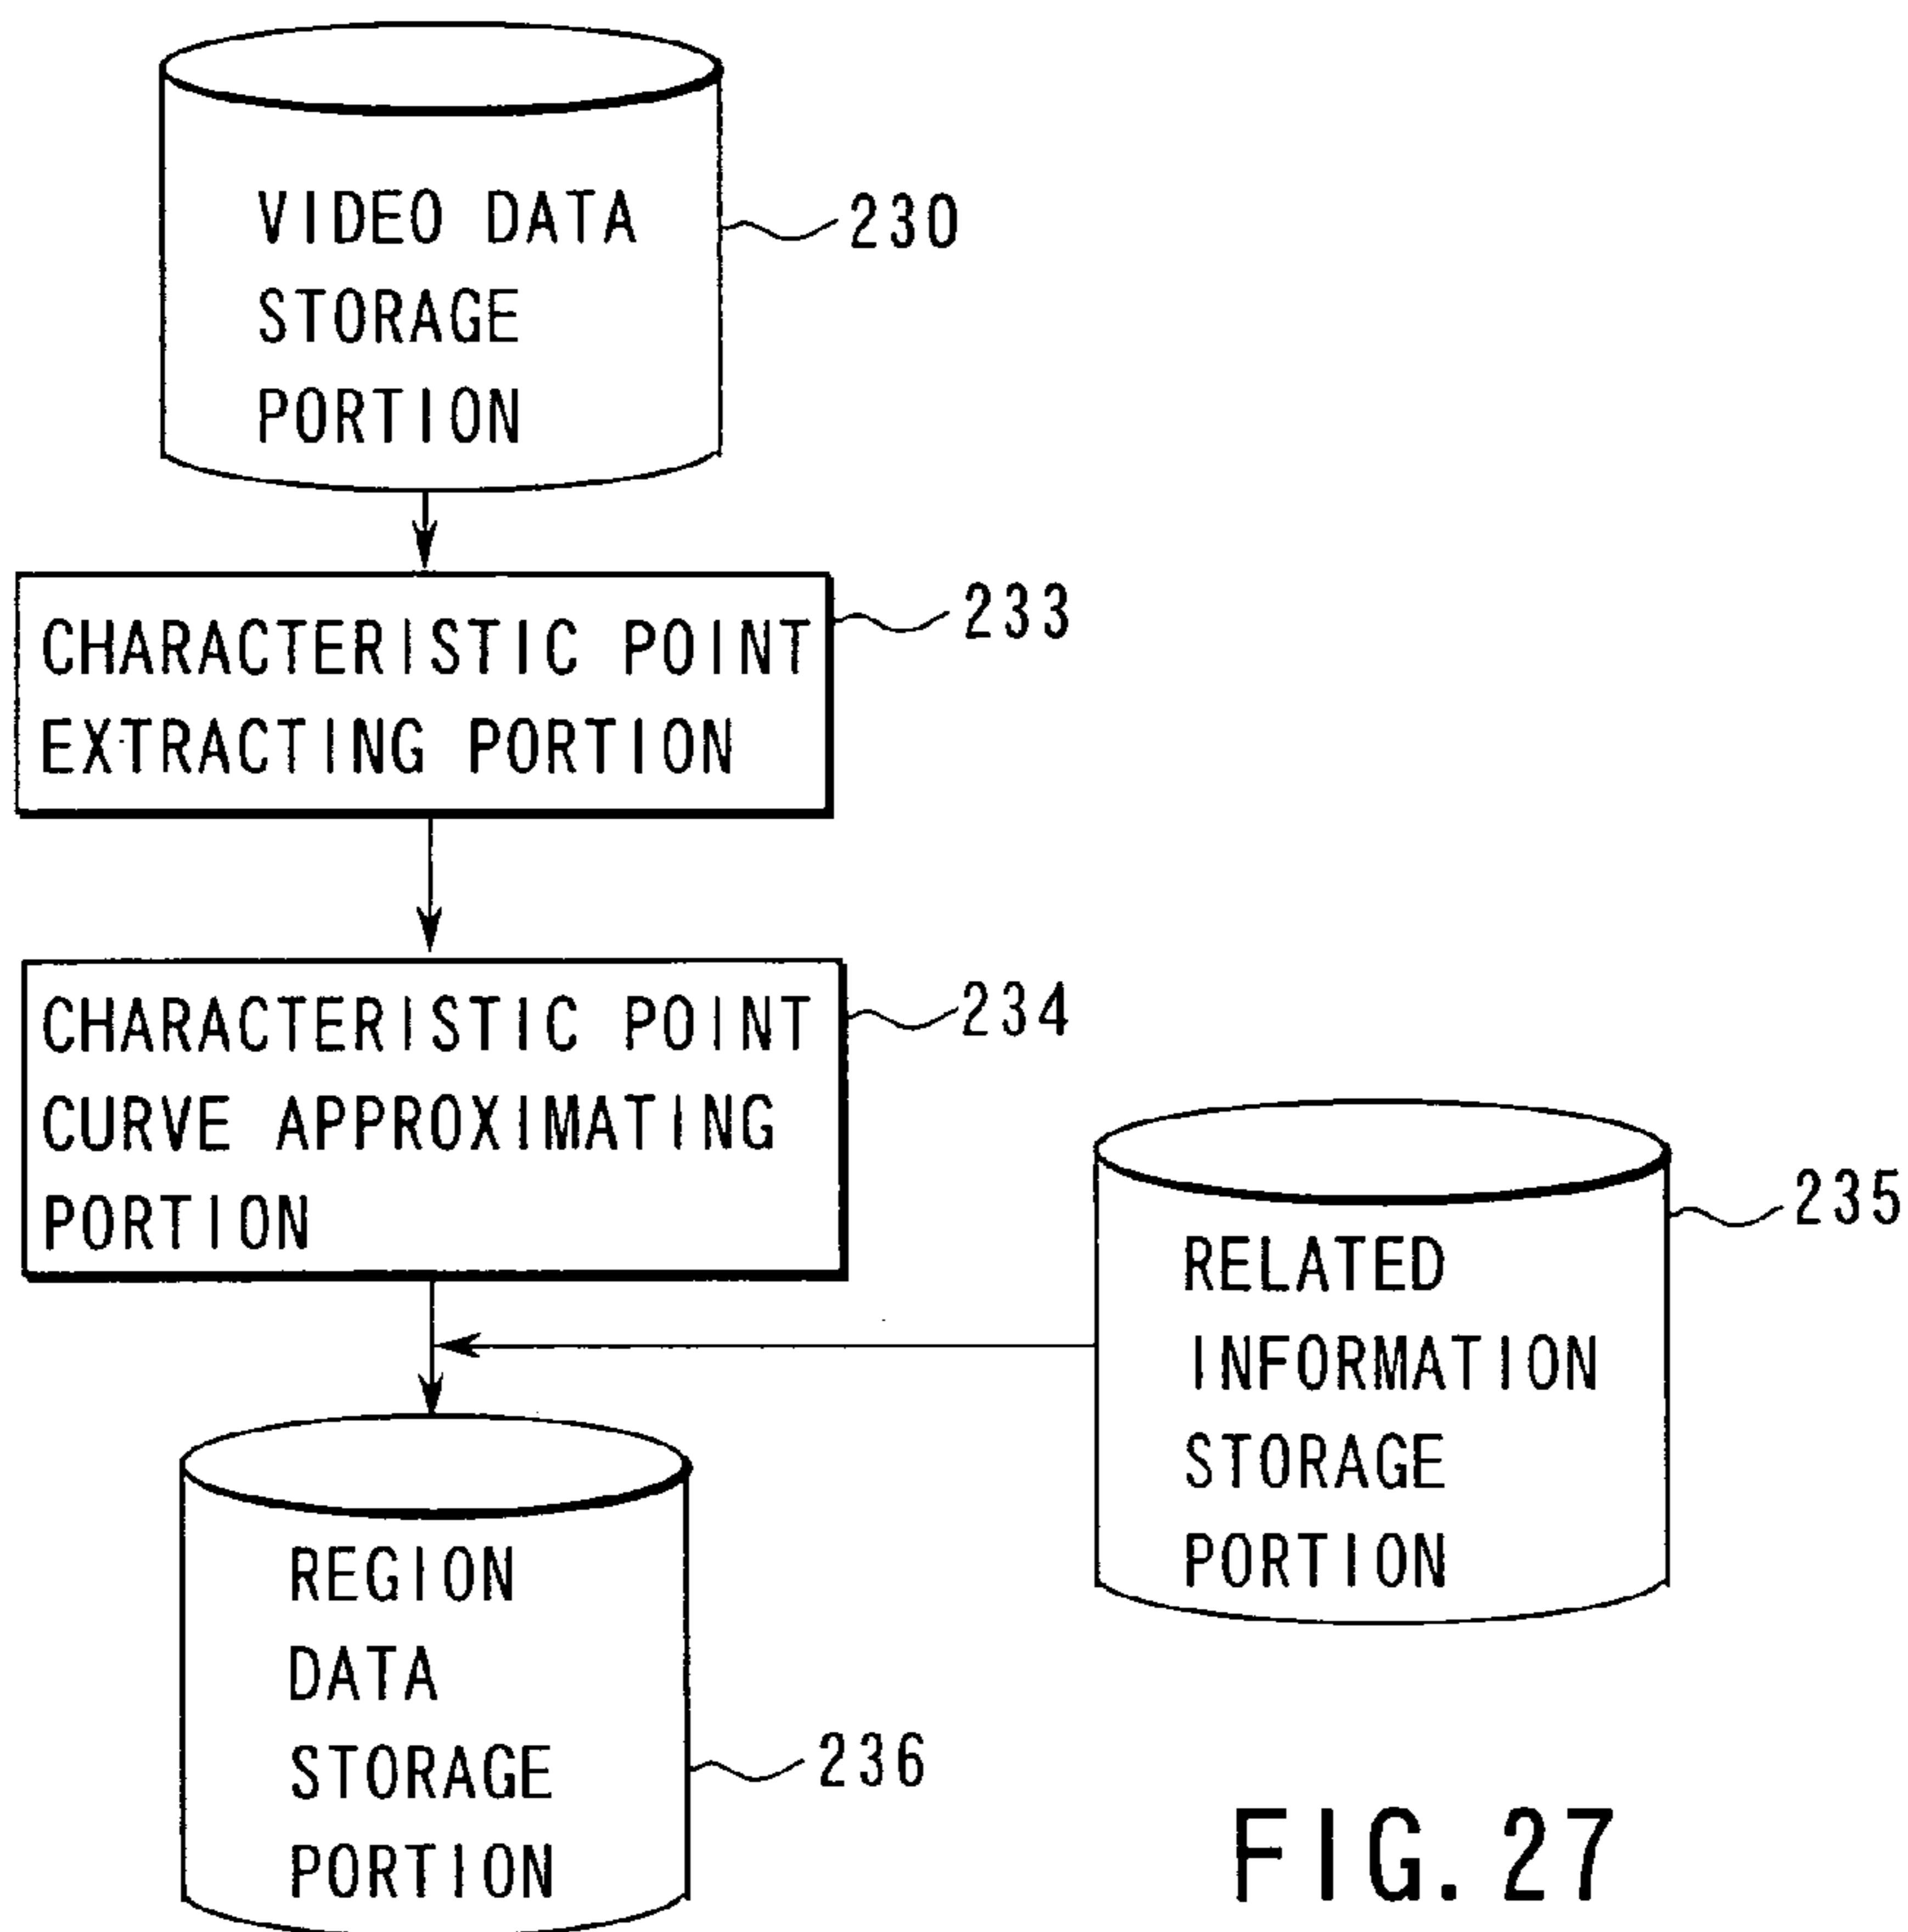 VIDEO DATA
STORAGE
PORTION
230
CHARACTERISTIC POINT
EXTRACTING PORTION
233
CHARACTERISTIC POINT
CURVE APPROXIMATING
PORTION
234
RELATED
INFORMATION
STORAGE
PORTION
235
REGION
DATA
STORAGE
PORTION
236
FIG. 27